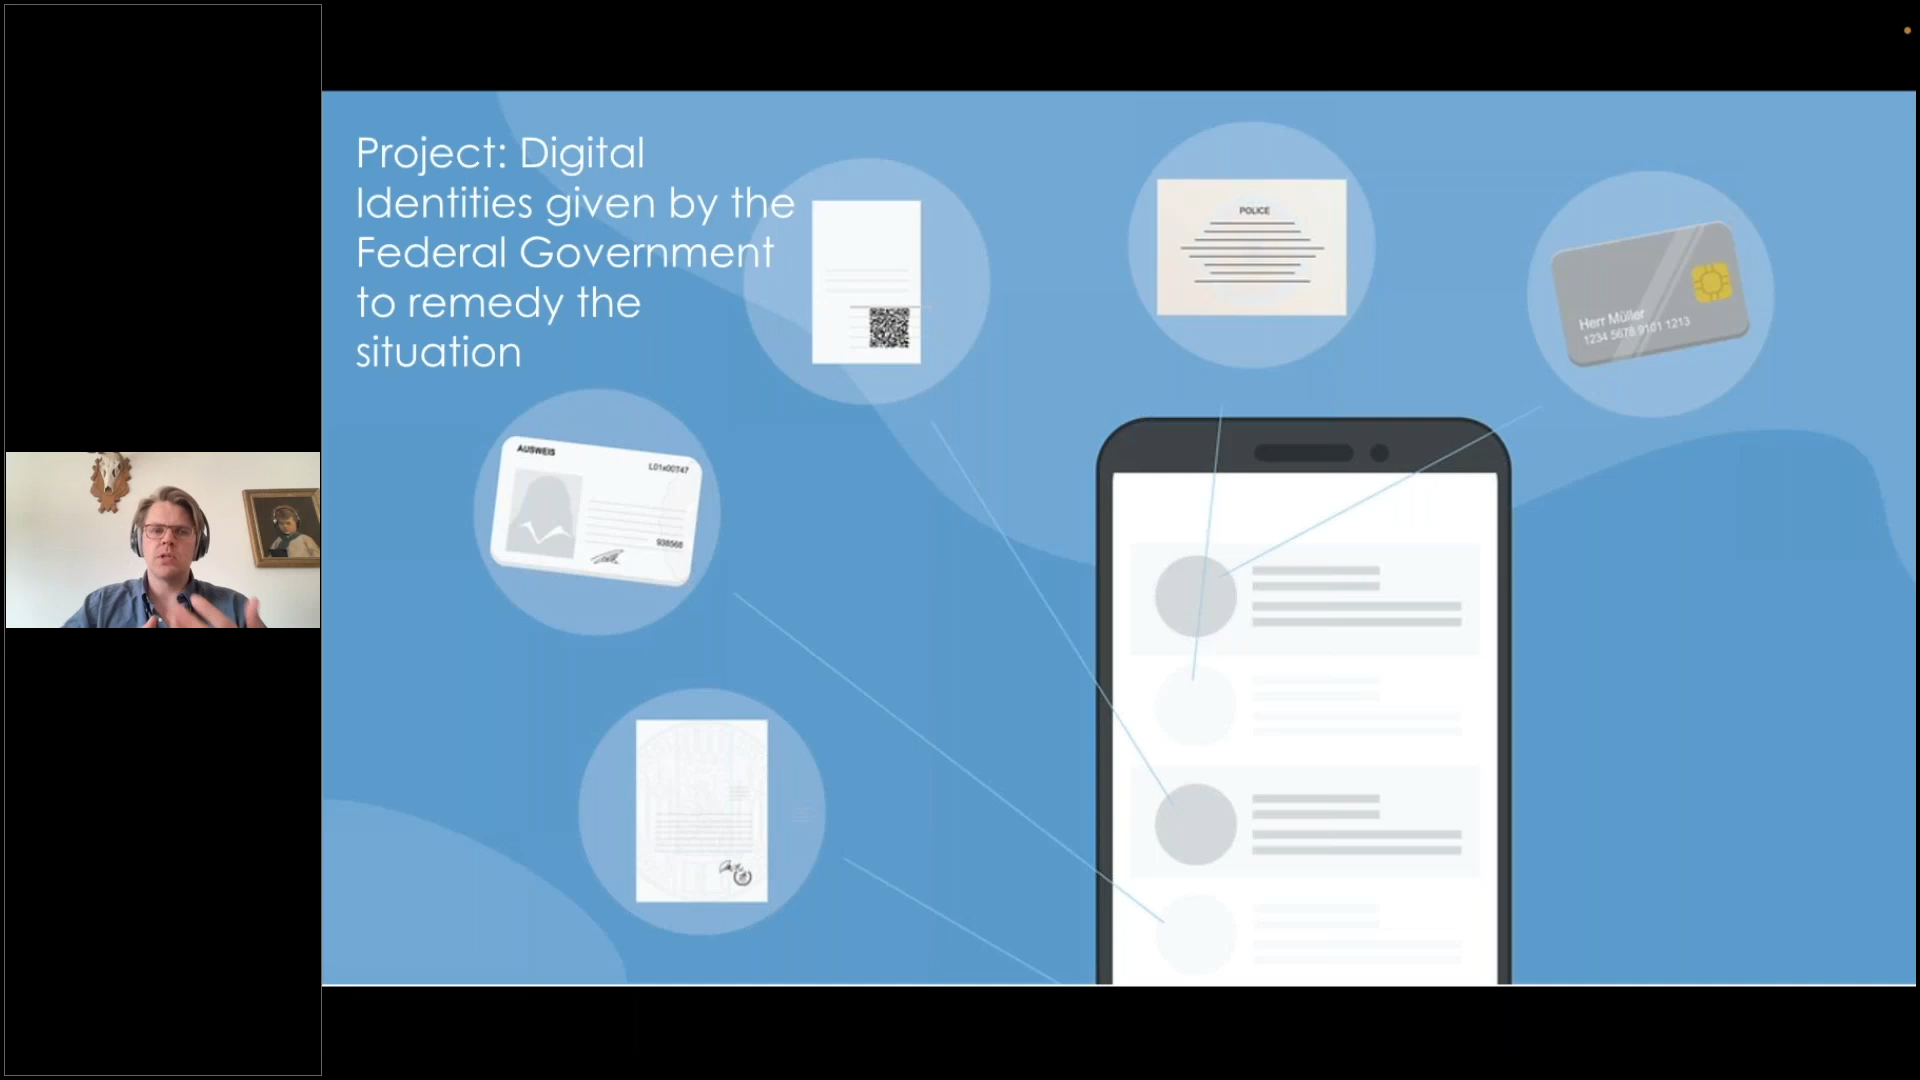 Project: Digital
Identities given by the
Federal Government
to remedy the
situation
POLICE
Herr Müller
1234 5678 9101 1213
AUSWEIS
L01x00T47
938568